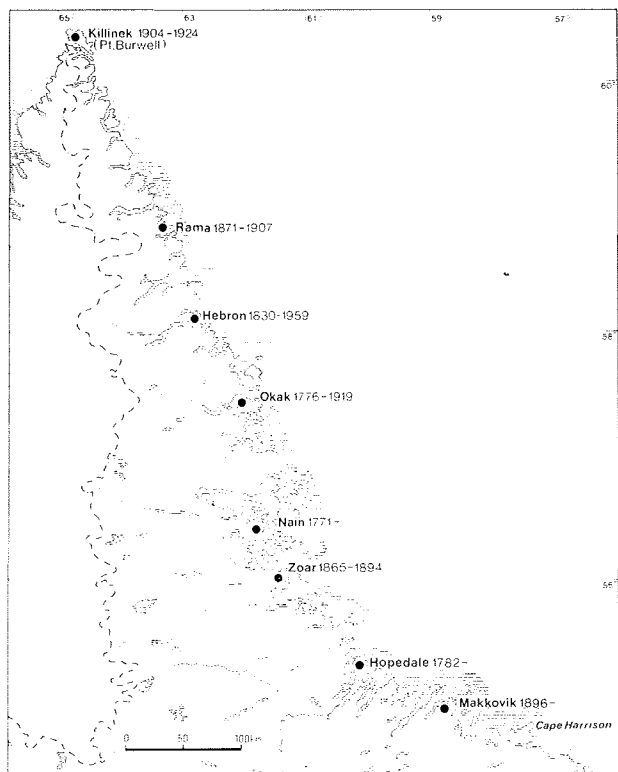 65° 63 61 59 57°
Killinek 1904-1924
(Pt.Burwell)
60°
Rama 1871-1907
Hebron 1830-1959
58°
Okak 1776-1919
Nain 1771-
Zoar 1865-1894
56°
Hopedale 1782-
Makkovik 1896-
Cape Harrison
0 50 100